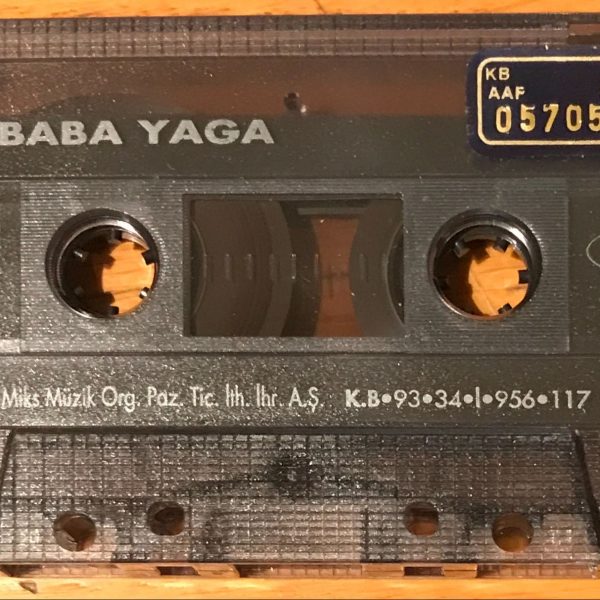 KB
AAF
05705
BABA YAGA
Miks Müzik Org. Paz. Tic. İth. İhr. A.Ş. K.B•93•34•I•956•117